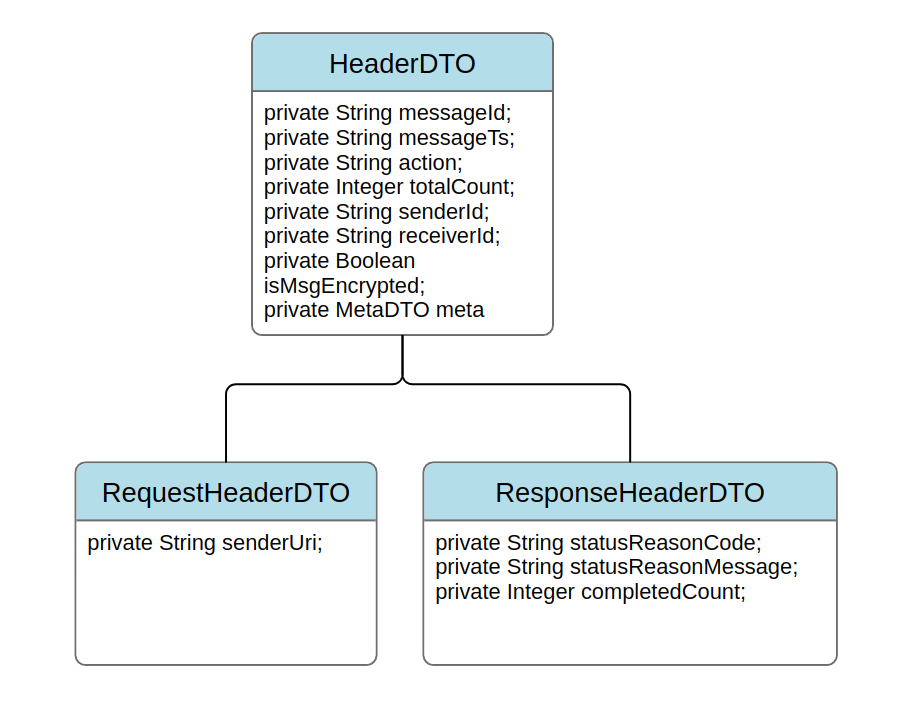 HeaderDTO
private String messageId;
private String messageTs;
private String action;
private Integer totalCount;
private String senderId;
private String receiverId;
private Boolean
isMsgEncrypted;
private MetaDTO meta
RequestHeaderDTO
private String senderUri;
ResponseHeaderDTO
private String statusReasonCode;
private String statusReasonMessage;
private Integer completedCount;